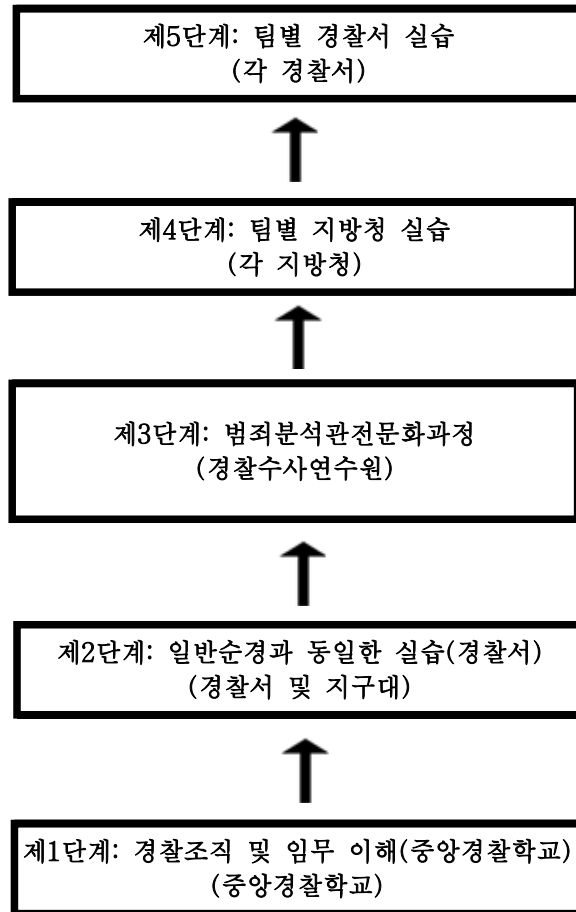 제5단계: 팀별 경찰서 실습
(각 경찰서)
제4단계: 팀별 지방청 실습
(각 지방청)
제3단계: 범죄분석관전문화과정
(경찰수사연수원)
제2단계: 일반순경과 동일한 실습(경찰서)
(경찰서 및 지구대)
제1단계: 경찰조직 및 임무 이해(중앙경찰학교)
(중앙경찰학교)